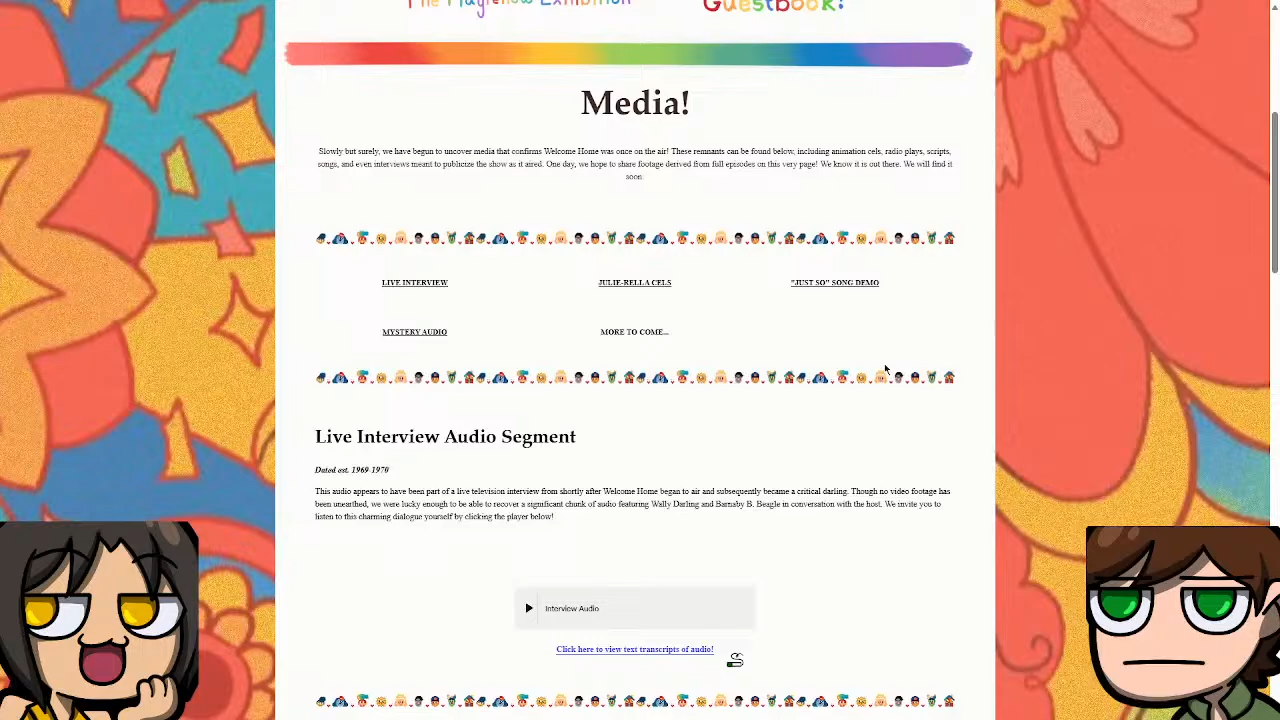 The Playfellow Exhibition
Guestbook!
Media!
Slowly but surely, we have begun to uncover media that confirms Welcome Home was once on the air! These remnants can be found below, including animation cels, radio plays, scripts,
songs, and even interviews meant to publicize the show as it aired. One day, we hope to share footage derived from full episodes on this very page! We know it is out there. We will find it
soon.
LIVE INTERVIEW
JULIE-RELLA CELS
"JUST SO" SONG DEMO
MYSTERY AUDIO
MORE TO COME...
Live Interview Audio Segment
Dated est. 1969-1970
This audio appears to have been part of a live television interview from shortly after Welcome Home began to air and subsequently became a critical darling. Though no video footage has
been unearthed, we were lucky enough to be able to recover a significant chunk of audio featuring Wally Darling and Barnaby B. Beagle in conversation with the host. We invite you to
listen to this charming dialogue yourself by clicking the player below!
Interview Audio
Click here to view text transcripts of audio!